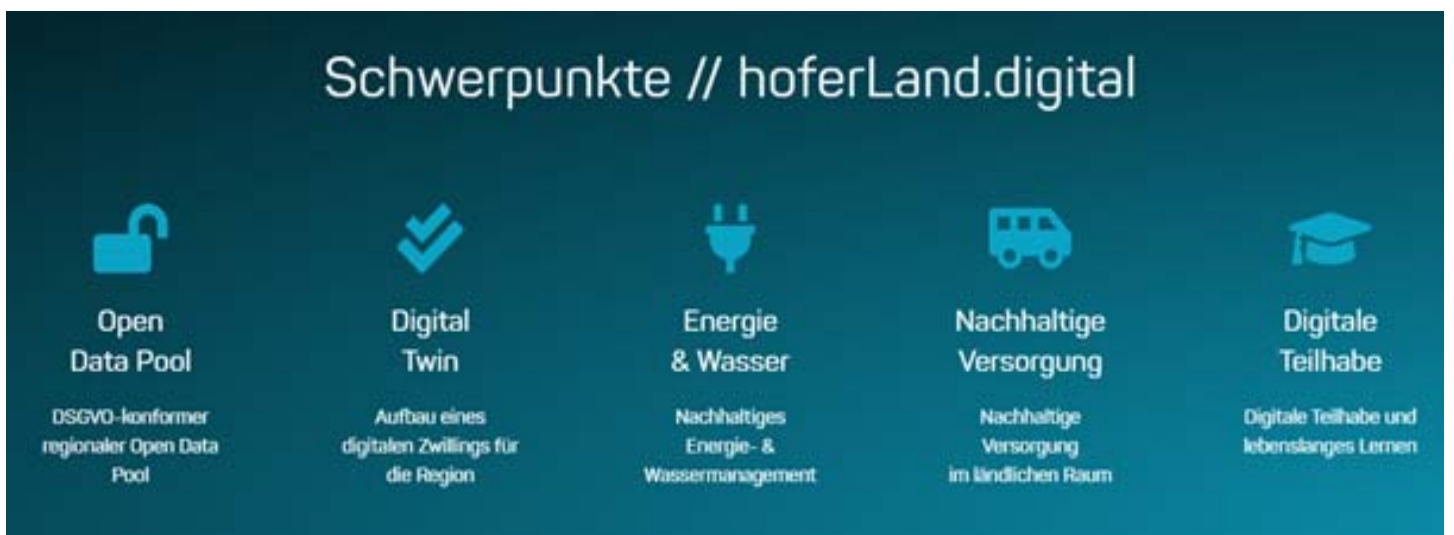 Schwerpunkte // hoferLand.digital
Open
Data Pool
DSGVO-konformer
regionaler Open Data
Pool
Digital
Twin
Aufbau eines
digitalen Zwillings für
die Region
Energie
& Wasser
Nachhaltiges
Energie- &
Wassermanagement
Nachhaltige
Versorgung
Nachhaltige
Versorgung
im ländlichen Raum
Digitale
Teilhabe
Digitale Teilhabe und
lebenslanges Lernen